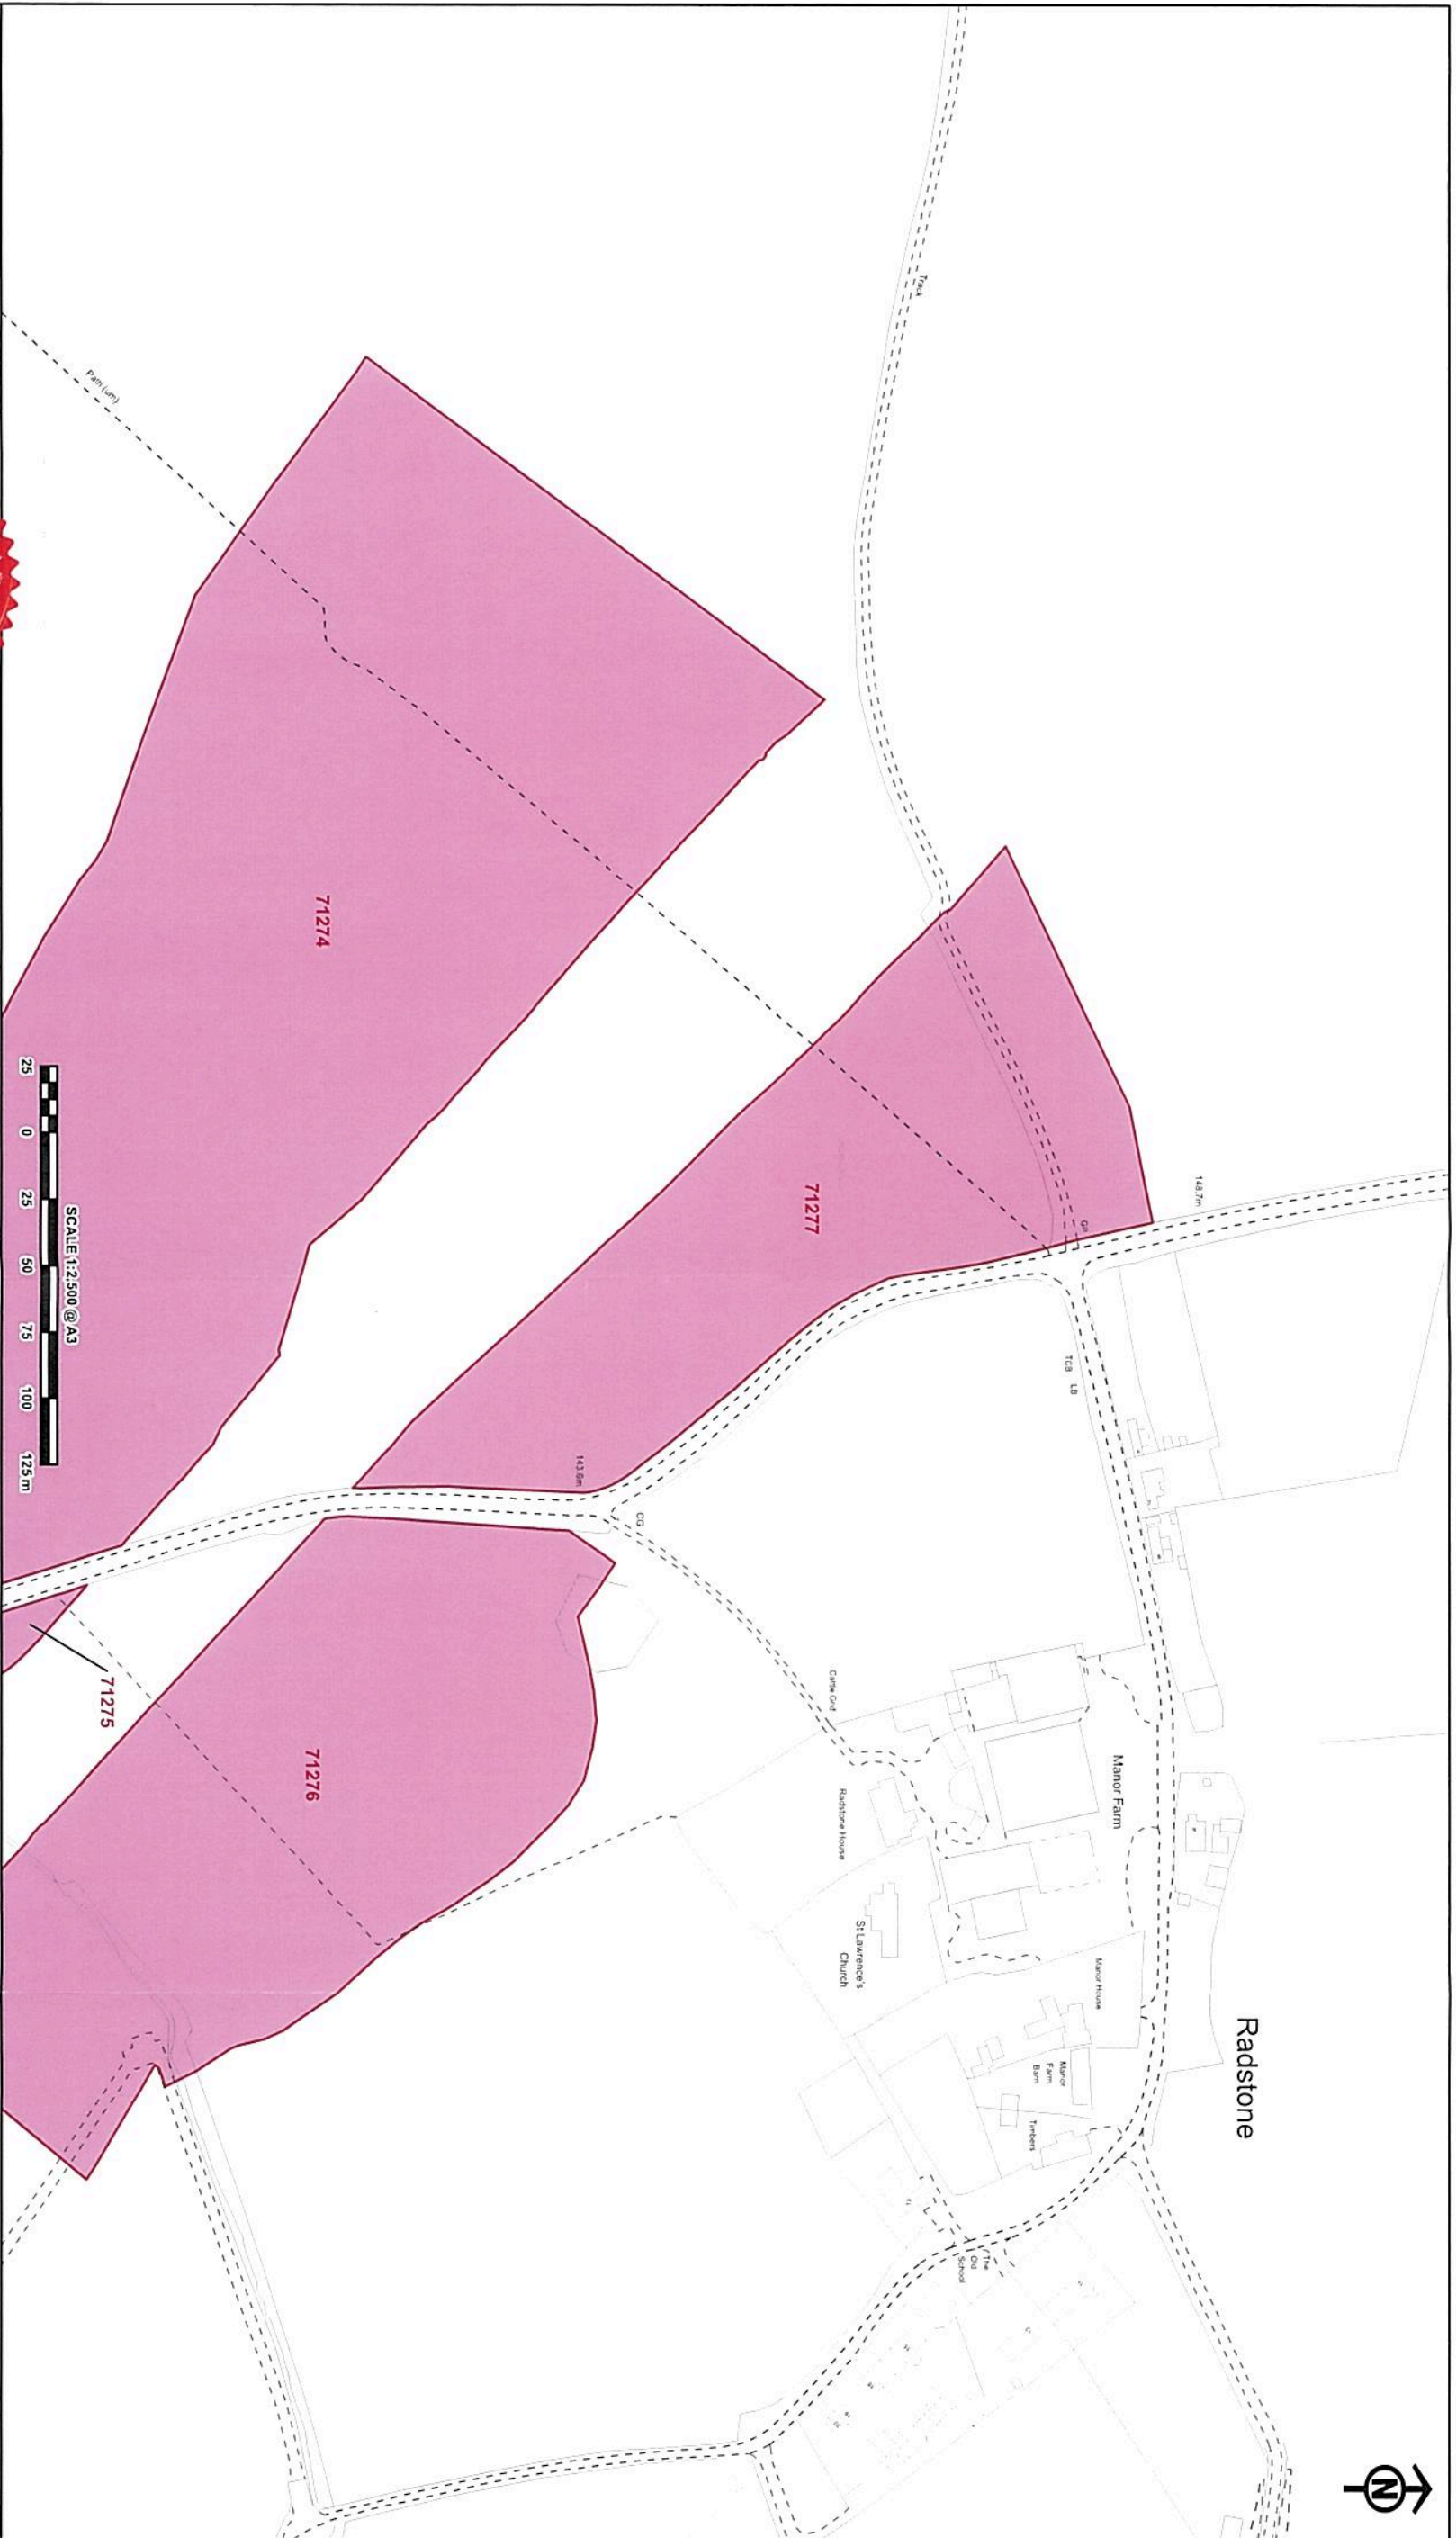 Radstone
148.7m
GP
TCB
LB
Manor Farm
Manor House
Manor
Farm
Barn
Timbers
The
Old
School
Track
Cattle Grid
Radstone House
St Lawrence's
Church
71277
143.6m
CG
71274
71276
71275
Path (um)
SCALE 1:2,500 @ A3
25 0 25 50 75 100 125 m
N